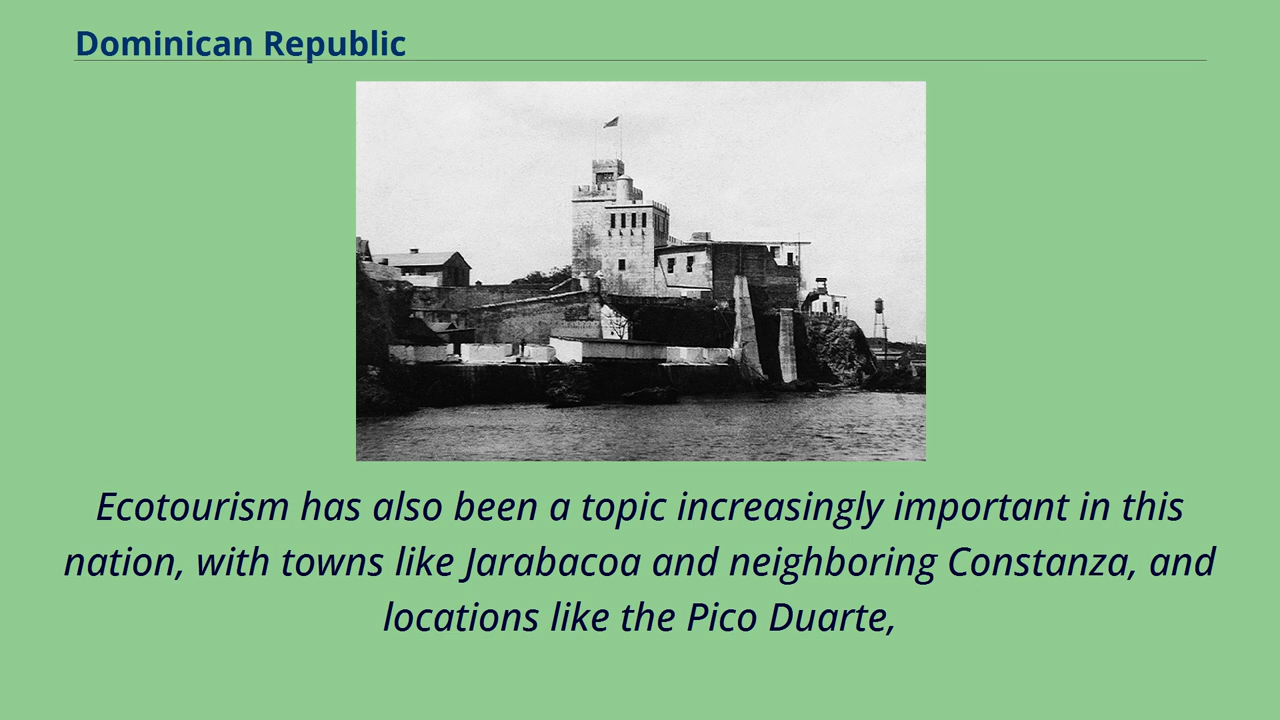 Dominican Republic
Ecotourism has also been a topic increasingly important in this
nation, with towns like Jarabacoa and neighboring Constanza, and
locations like the Pico Duarte,